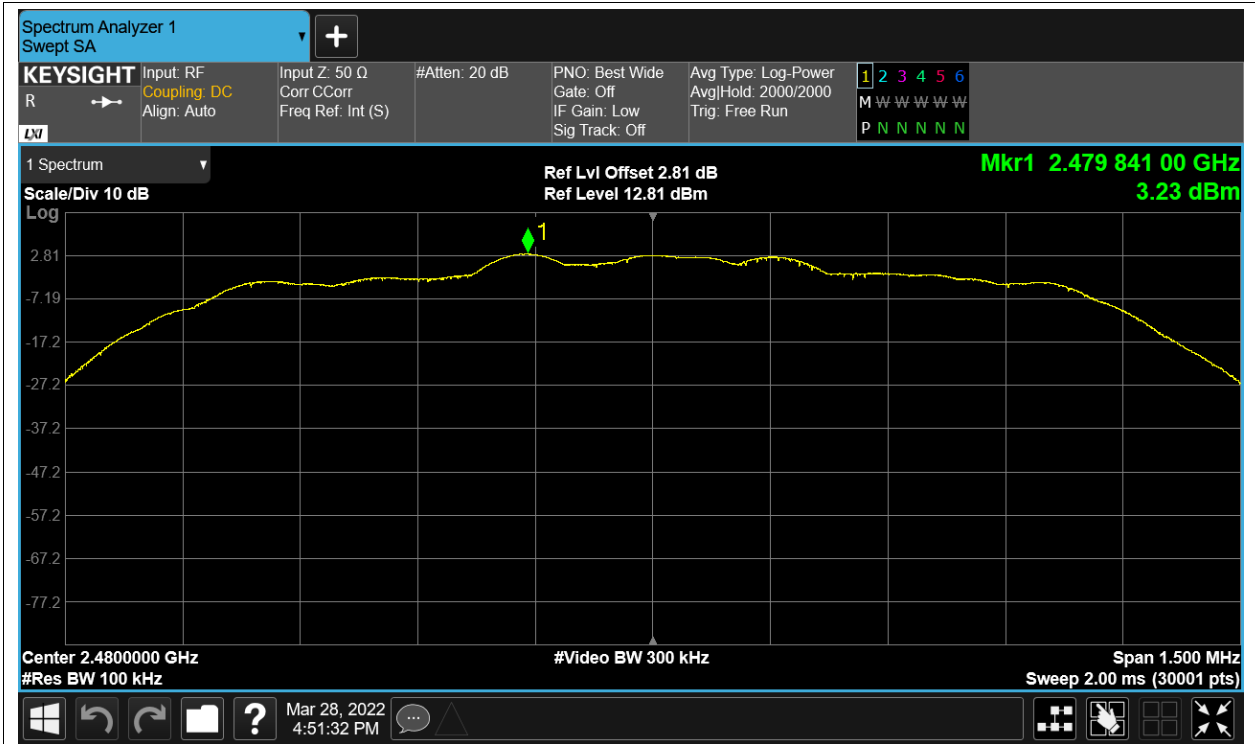 Spectrum Analyzer 1
Swept SA
KEYSIGHT
R
LXI
Input: RF
Coupling: DC
Align: Auto
Input Z: 50 Ω
Corr CCorr
Freq Ref: Int (S)
#Atten: 20 dB
PNO: Best Wide
Gate: Off
IF Gain: Low
Sig Track: Off
Avg Type: Log-Power
Avg|Hold: 2000/2000
Trig: Free Run
1 2 3 4 5 6
M W W W W W
P N N N N N
1 Spectrum
Scale/Div 10 dB
Log
Ref Lvl Offset 2.81 dB
Ref Level 12.81 dBm
Mkr1 2.479 841 00 GHz
3.23 dBm
1
2.81
-7.19
-17.2
-27.2
-37.2
-47.2
-57.2
-67.2
-77.2
Center 2.4800000 GHz
#Res BW 100 kHz
#Video BW 300 kHz
Span 1.500 MHz
Sweep 2.00 ms (30001 pts)
?
Mar 28, 2022
4:51:32 PM